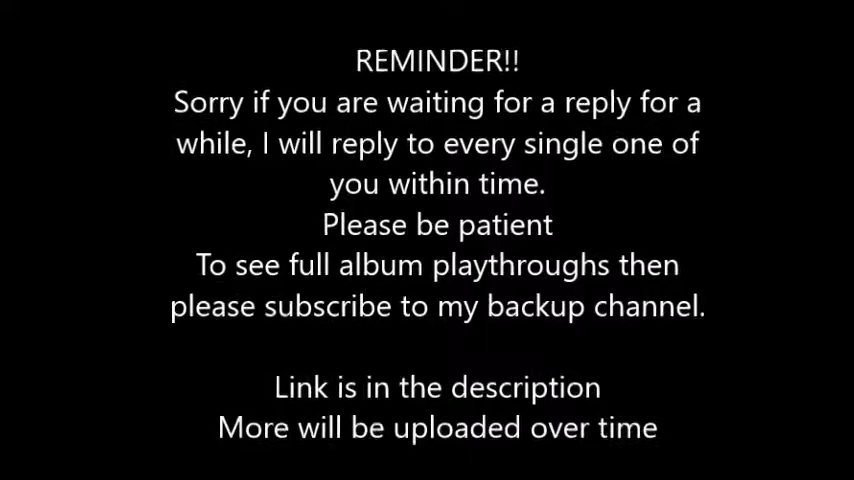 REMINDER!!
Sorry if you are waiting for a reply for a
while, I will reply to every single one of
you within time.
Please be patient
To see full album playthroughs then
please subscribe to my backup channel.
Link is in the description
More will be uploaded over time